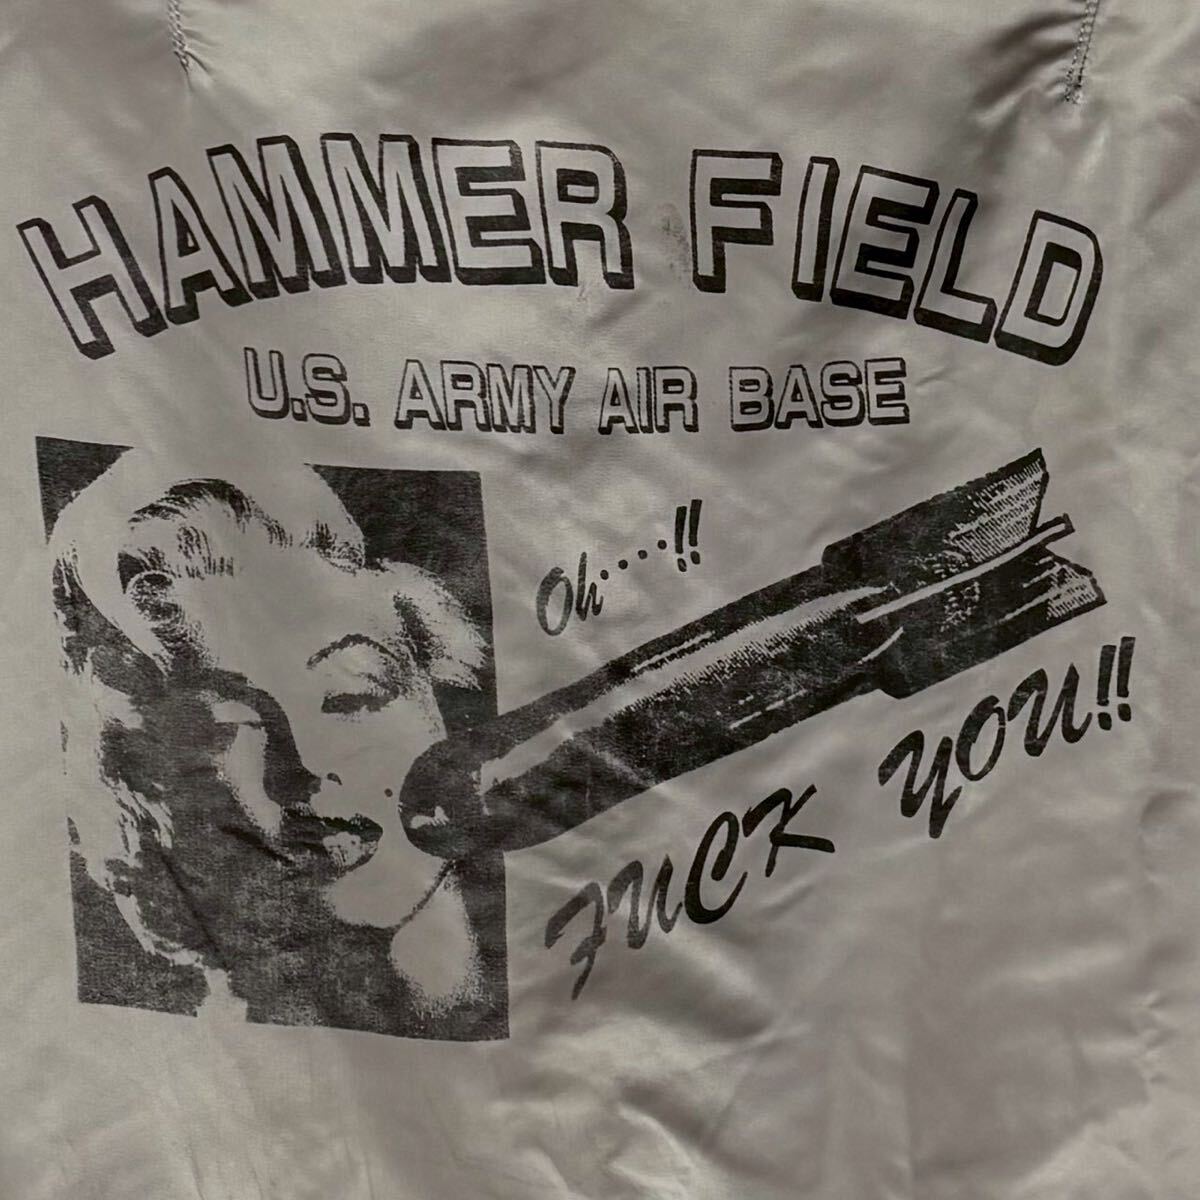 HAMMER FIELD
U.S. ARMY AIR BASE
Oh····!!
FUCK YOU!!